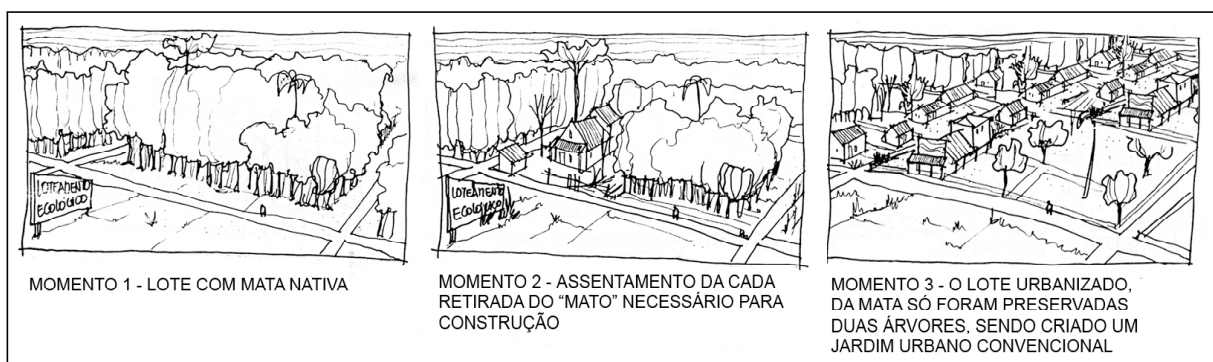 LOTEAMENTO
ECOLÓGICO
MOMENTO 1 - LOTE COM MATA NATIVA
LOTEAMENTO
ECOLÓGICO
MOMENTO 2 - ASSENTAMENTO DA CADA
RETIRADA DO “MATO” NECESSÁRIO PARA
CONSTRUÇÃO
MOMENTO 3 - O LOTE URBANIZADO,
DA MATA SÓ FORAM PRESERVADAS
DUAS ÁRVORES, SENDO CRIADO UM
JARDIM URBANO CONVENCIONAL